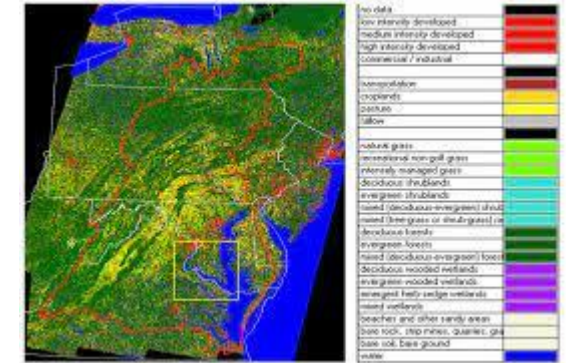 no data
low intensity developed
medium intensity developed
high intensity developed
commercial / industrial
transportation
croplands
pasture
fallow
natural grass
recreational non golf grass
intensely managed grass
deciduous shrublands
evergreen shrublands
mixed (deciduous-evergreen) shrub
mixed (tree-grass or shrub-grass)
deciduous forests
evergreen forests
mixed (deciduous-evergreen) forest
deciduous wooded wetlands
evergreen wooded wetlands
emergent herb sedge wetlands
mixed wetlands
beaches and other sandy areas
bare rock, strip mines, quarries, gra
bare soil, bare ground
water